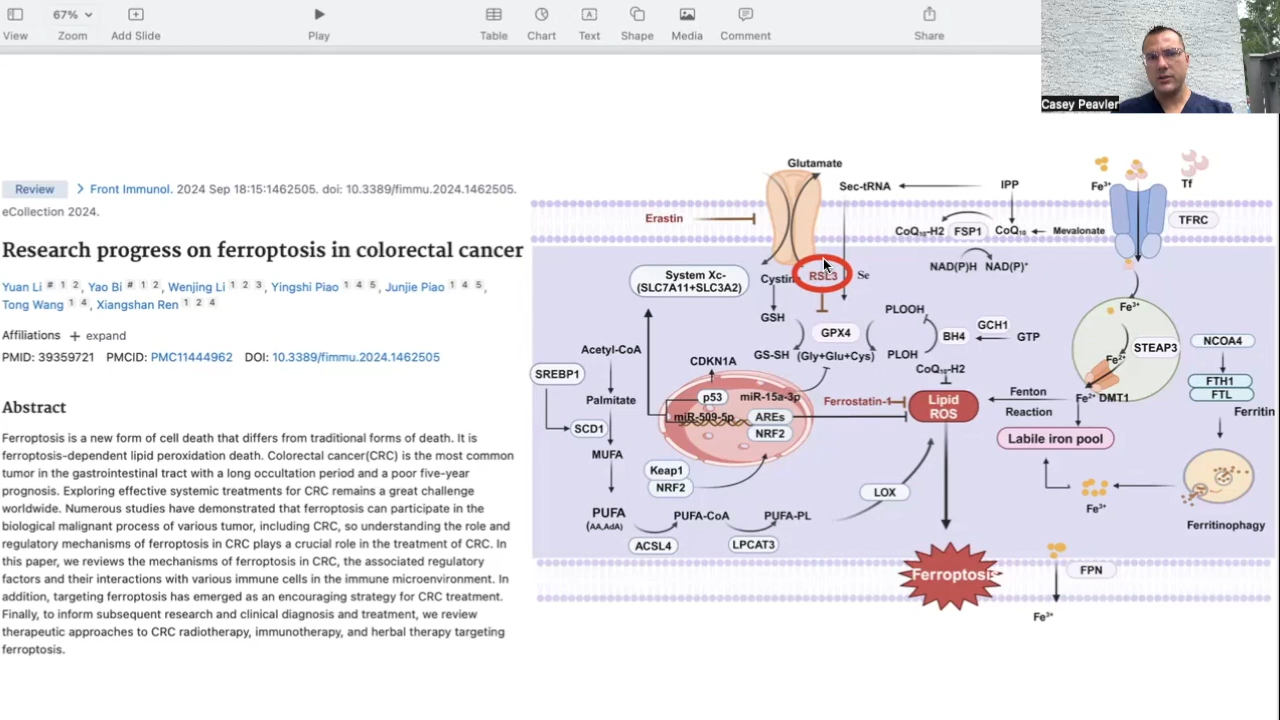 67%
View
Zoom
Add Slide
Play
Table
Chart
Text
Shape
Media
Comment
Share
Casey Peavler
Review
Front Immunol. 2024 Sep 18:15:1462505. doi: 10.3389/fimmu.2024.1462505.
eCollection 2024.
Research progress on ferroptosis in colorectal cancer
Yuan Li # 1 2, Yao Bi # 1 2, Wenjing Li 1 2 3, Yingshi Piao 1 4 5, Junjie Piao 1 4 5,
Tong Wang 1 4, Xiangshan Ren 1 2 4
Affiliations + expand
PMID: 39359721 PMCID: PMC11444962 DOI: 10.3389/fimmu.2024.1462505
Abstract
Ferroptosis is a new form of cell death that differs from traditional forms of death. It is
ferroptosis-dependent lipid peroxidation death. Colorectal cancer(CRC) is the most common
tumor in the gastrointestinal tract with a long occultation period and a poor five-year
prognosis. Exploring effective systemic treatments for CRC remains a great challenge
worldwide. Numerous studies have demonstrated that ferroptosis can participate in the
biological malignant process of various tumor, including CRC, so understanding the role and
regulatory mechanisms of ferroptosis in CRC plays a crucial role in the treatment of CRC. In
this paper, we reviews the mechanisms of ferroptosis in CRC, the associated regulatory
factors and their interactions with various immune cells in the immune microenvironment. In
addition, targeting ferroptosis has emerged as an encouraging strategy for CRC treatment.
Finally, to inform subsequent research and clinical diagnosis and treatment, we review
therapeutic approaches to CRC radiotherapy, immunotherapy, and herbal therapy targeting
ferroptosis.
Glutamate
Sec-tRNA
IPP
Fe³⁺
Tf
Erastin
CoQ₁₀-H2
FSP1
CoQ₁₀
Mevalonate
TFRC
System Xc-
(SLC7A11+SLC3A2)
Cystin
RSL3
Se
NAD(P)H
NAD(P)⁺
GSH
PLOOH
Fe³⁺
GPX4
BH4
GCH1
GTP
Acetyl-CoA
CDKN1A
GS-SH
(Gly+Glu+Cys)
PLOH
CoQ₁₀-H2
STEAP3
Fe²⁺
NCOA4
SREBP1
FTH1
FTL
Palmitate
p53
miR-15a-3p
Ferrostatin-1
Lipid
ROS
Fenton
Reaction
Fe²⁺ DMT1
Ferritin
miR-509-5p
AREs
NRF2
SCD1
Labile iron pool
MUFA
Keap1
NRF2
LOX
Fe³⁺
PUFA
(AA,AdA)
PUFA-CoA
PUFA-PL
Ferritinophagy
ACSL4
LPCAT3
Ferroptosis
FPN
Fe³⁺